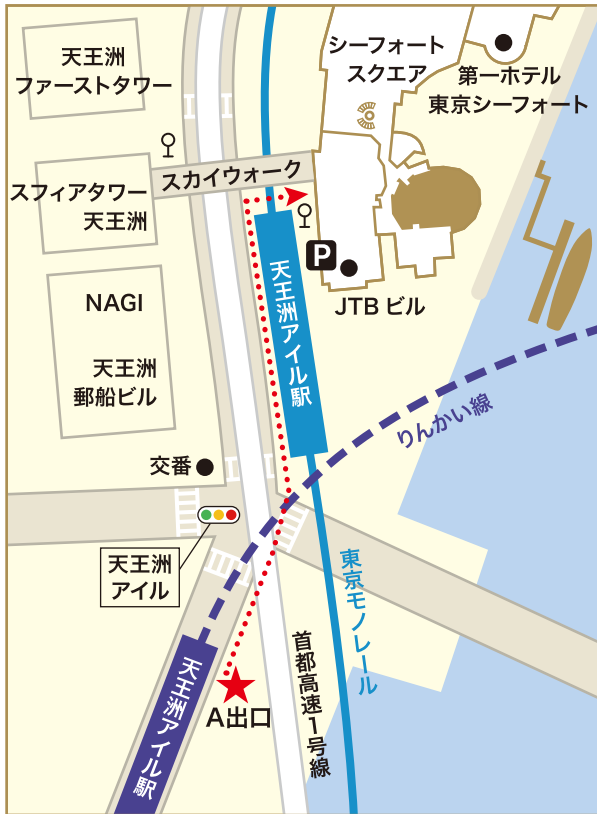 天王洲
ファーストタワー
シーフォート
スクエア
第一ホテル
東京シーフォート
スカイウォーク
スフィアタワー
天王洲
P
天王洲アイル駅
JTBビル
NAGI
天王洲
郵船ビル
りんかい線
交番
天王洲
アイル
東京モノレール
首都高速1号線
天王洲アイル駅
A出口